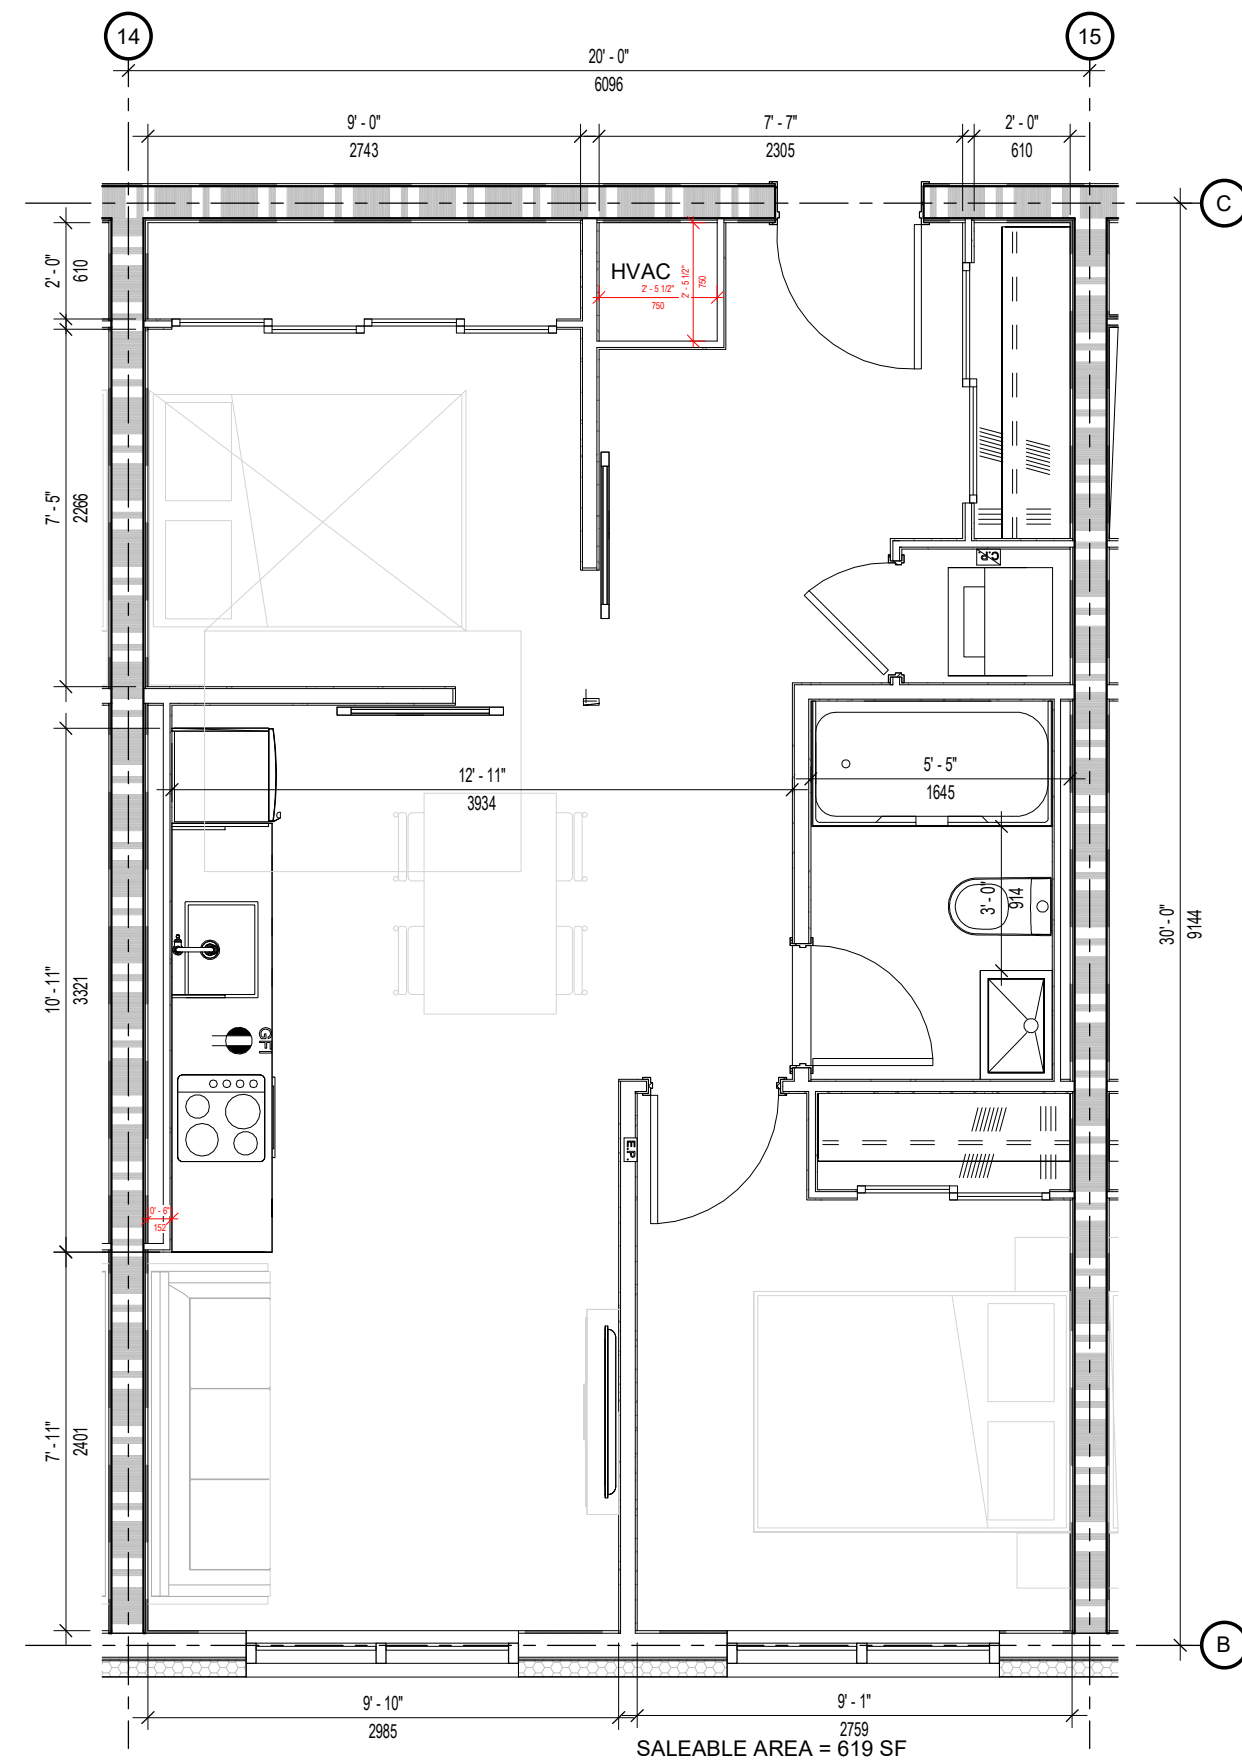 14
15
20' - 0"
6096
9' - 0"
2743
7' - 7"
2305
2' - 0"
610
C
2' - 0"
610
HVAC
2' - 5 1/2"
750
2' - 5 1/2"
750
7' - 5"
2266
12' - 11"
3934
5' - 5"
1645
3' - 0"
914
30' - 0"
9144
10' - 11"
3321
GFI
E.P.
0' - 6"
152
7' - 11"
2401
B
9' - 10"
2985
9' - 1"
2759
SALEABLE AREA = 619 SF